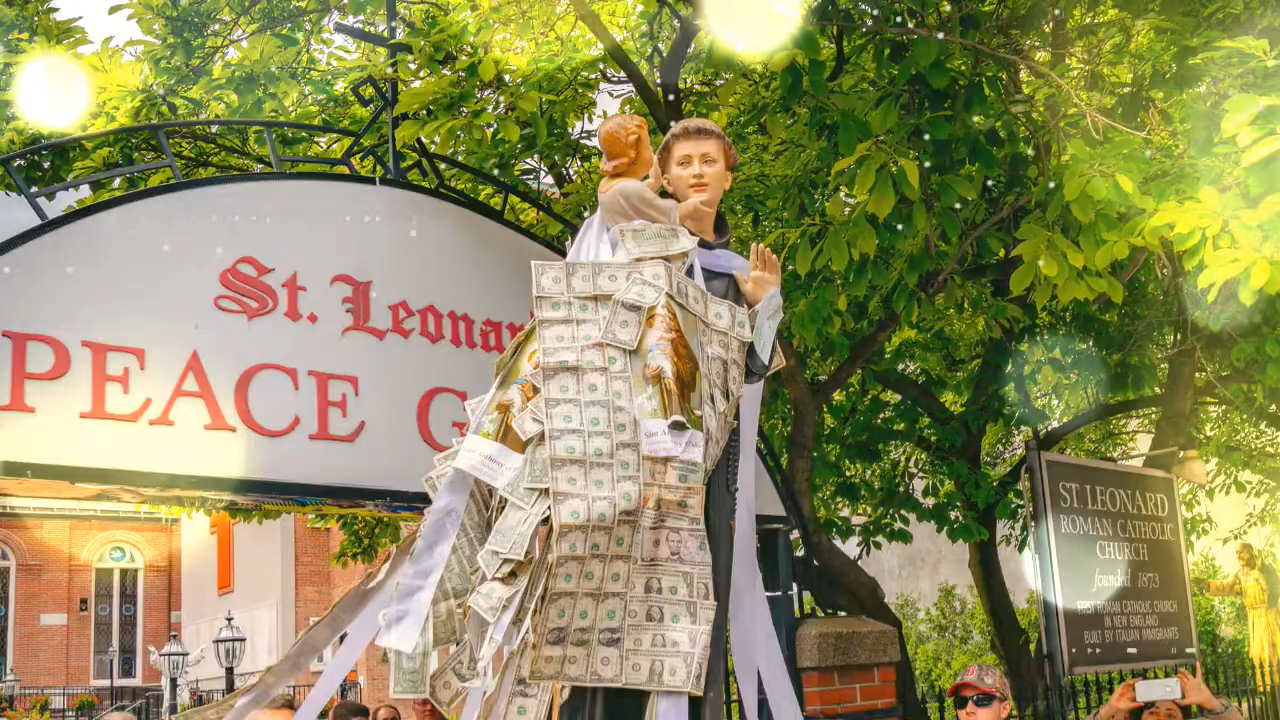 St. Leonar
PEACE G
Saint
ST. LEONARD
ROMAN CATHOLIC
CHURCH
founded 1873
FIRST ROMAN CATHOLIC CHURCH
IN NEW ENGLAND
BUILT BY ITALIAN IMMIGRANTS